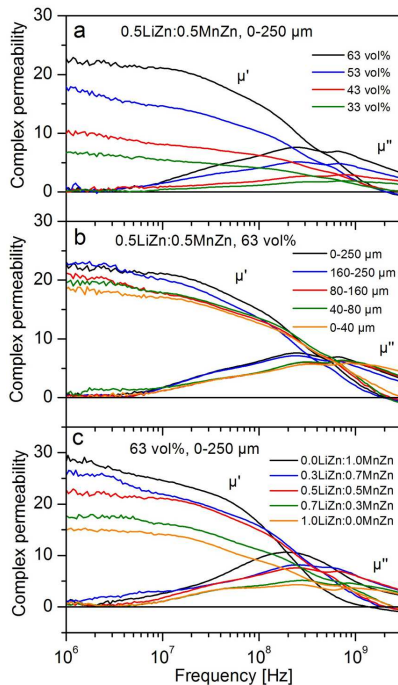 a
0.5LiZn:0.5MnZn, 0-250 µm
30
20
10
0
Complex permeability
µ'
µ''
63 vol%
53 vol%
43 vol%
33 vol%
b
0.5LiZn:0.5MnZn, 63 vol%
30
20
10
0
Complex permeability
µ'
µ''
0-250 µm
160-250 µm
80-160 µm
40-80 µm
0-40 µm
c
63 vol%, 0-250 µm
30
20
10
0
Complex permeability
µ'
µ''
0.0LiZn:1.0MnZn
0.3LiZn:0.7MnZn
0.5LiZn:0.5MnZn
0.7LiZn:0.3MnZn
1.0LiZn:0.0MnZn
10⁶ 10⁷ 10⁸ 10⁹
Frequency [Hz]